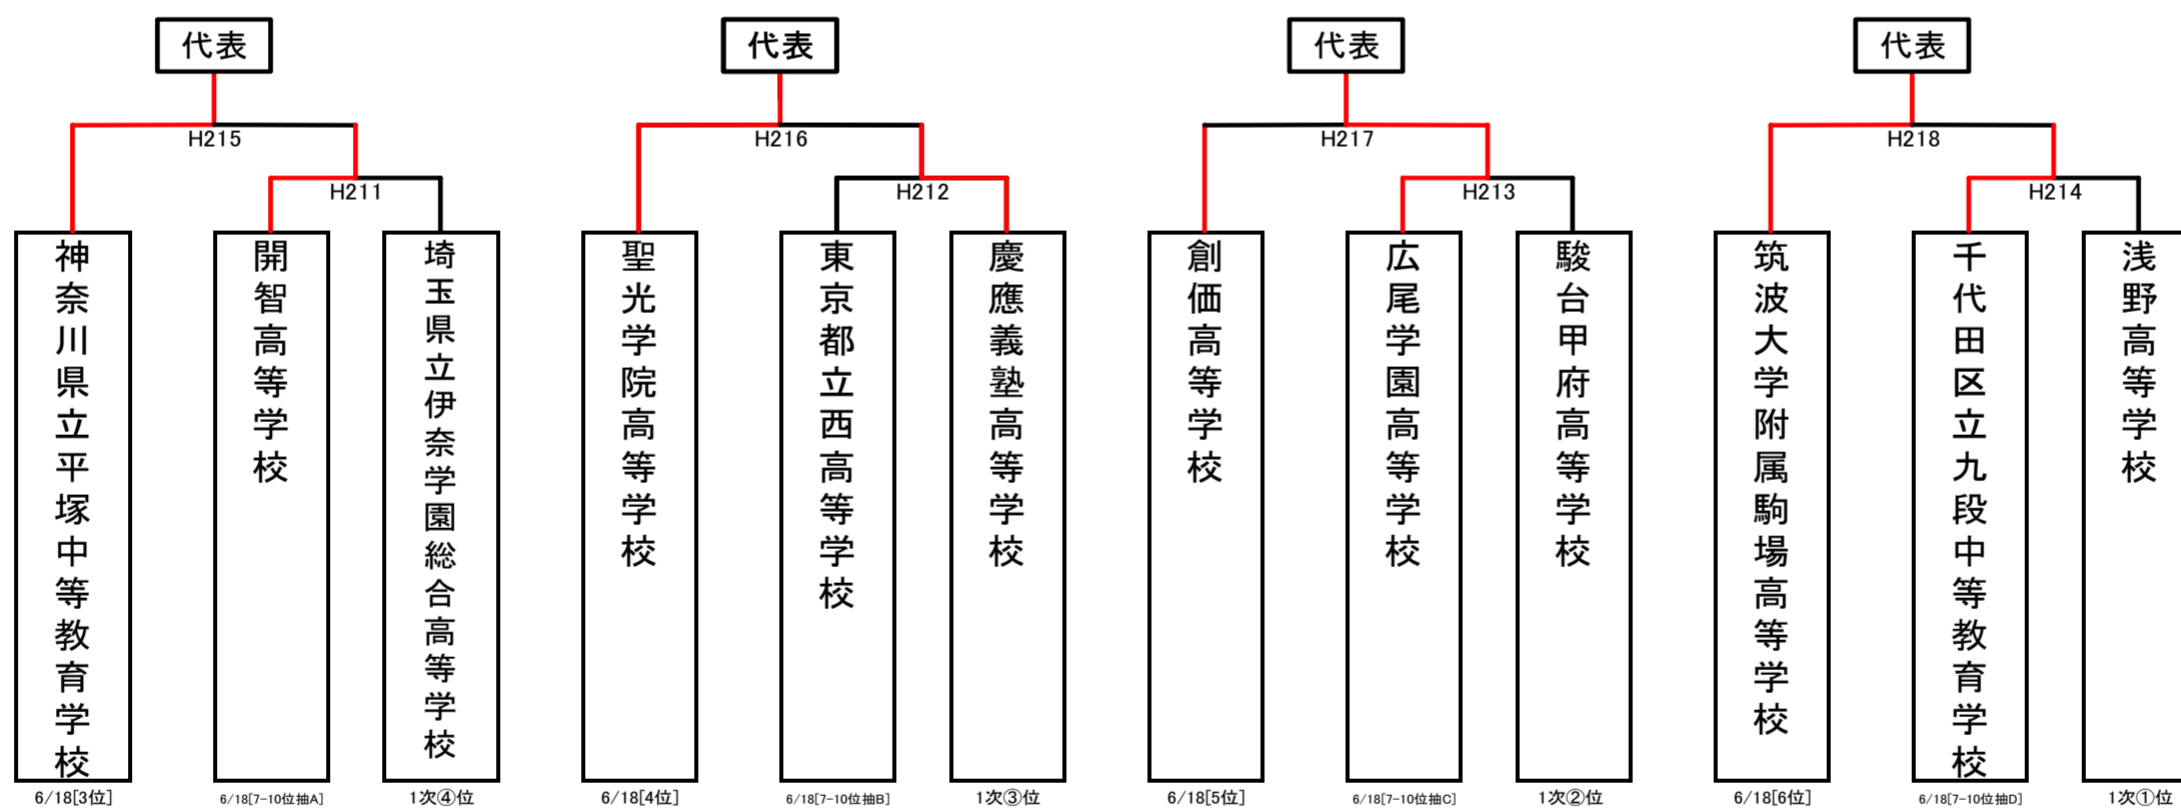 代表
代表
代表
代表
H215
H216
H217
H218
H211
H212
H213
H214
神奈川県立平塚中等教育学校
開智高等学校
埼玉県立伊奈学園総合高等学校
聖光学院高等学校
東京都立西高等学校
慶應義塾高等学校
創価高等学校
広尾学園高等学校
駿台甲府高等学校
筑波大学附属駒場高等学校
千代田区立九段中等教育学校
浅野高等学校
6/18[3位]
6/18[7-10位抽A]
1次④位
6/18[4位]
6/18[7-10位抽B]
1次③位
6/18[5位]
6/18[7-10位抽C]
1次②位
6/18[6位]
6/18[7-10位抽D]
1次①位